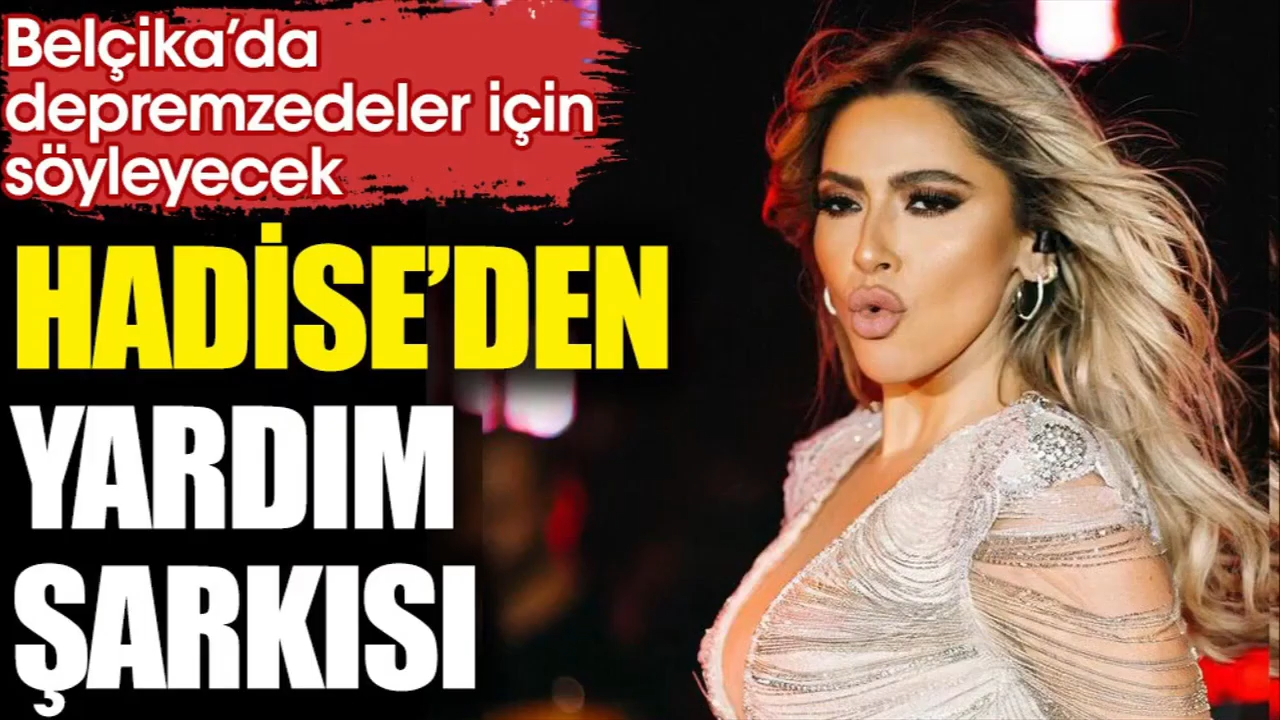 Belçika’da
depremzedeler için
söyleyecek
HADİSE’DEN
YARDIM
ŞARKISI